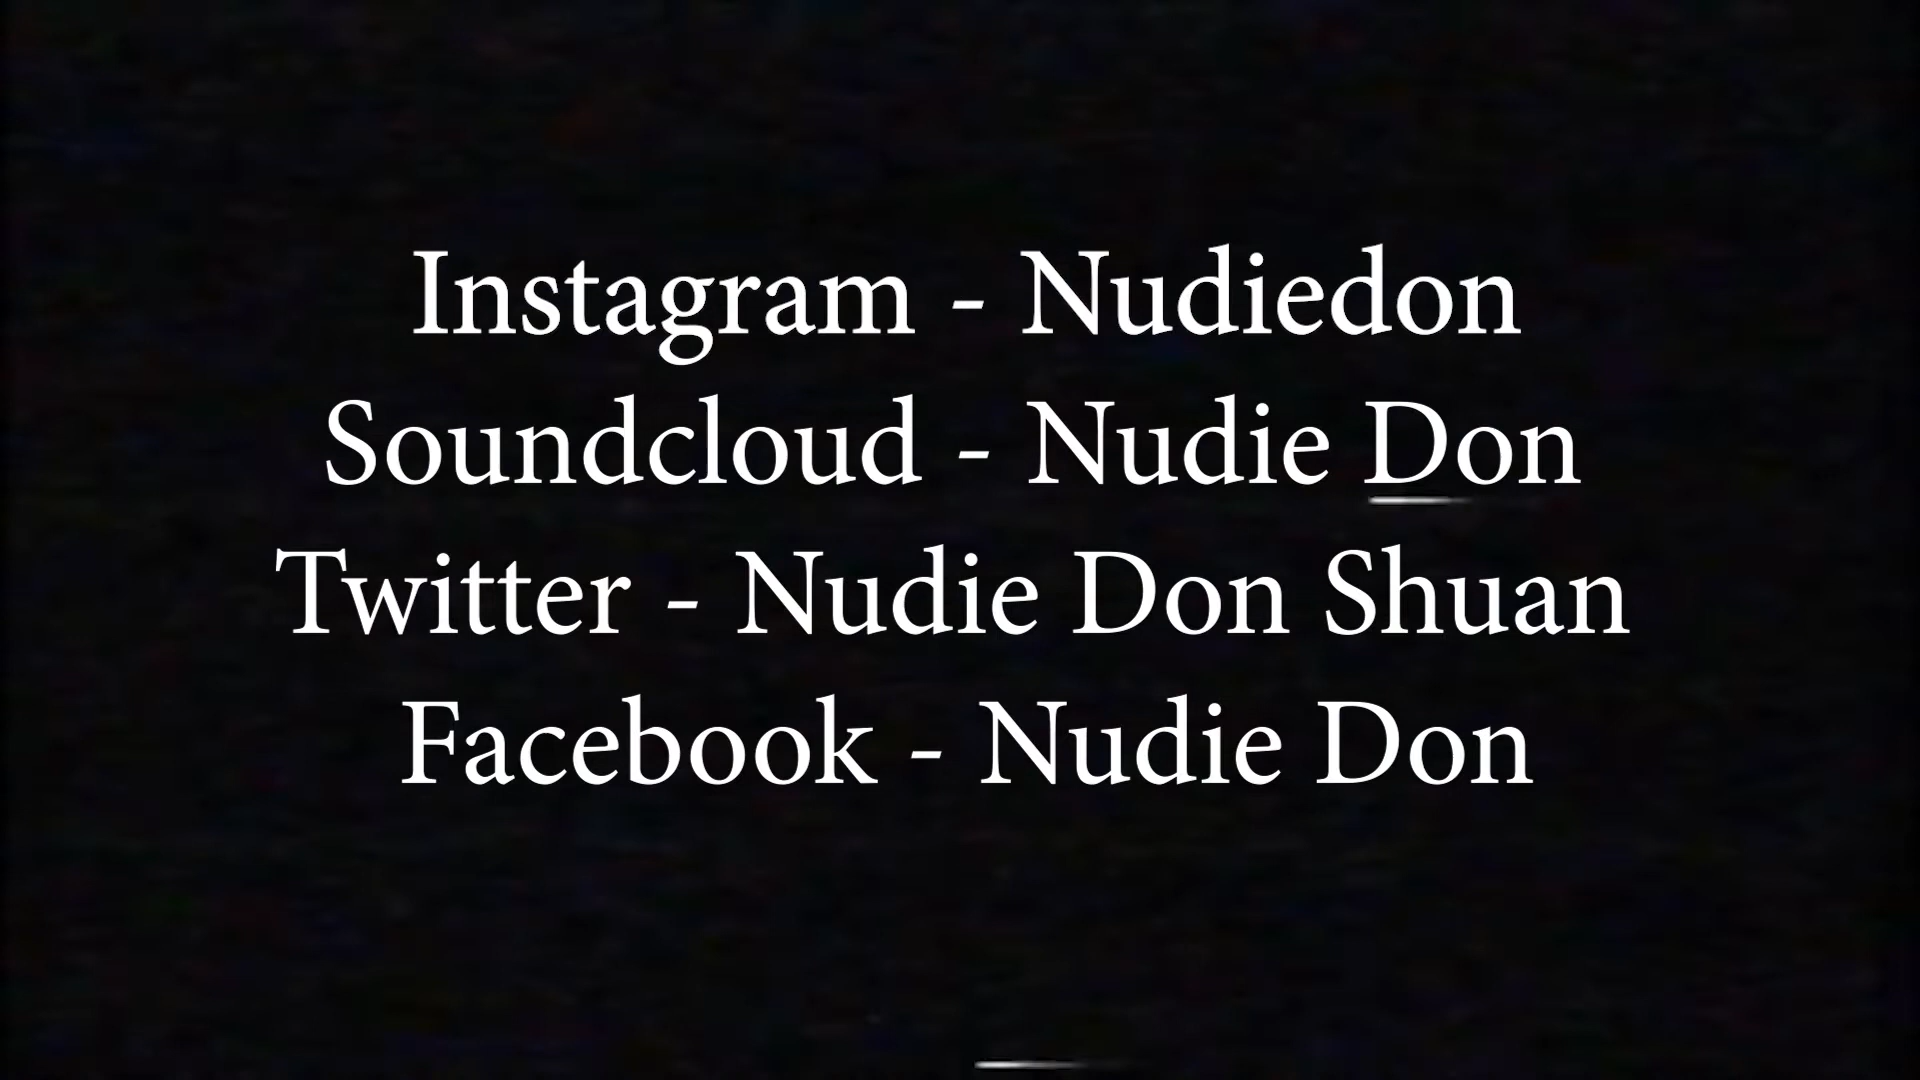 Instagram - Nudiedon
Soundcloud - Nudie Don
Twitter - Nudie Don Shuan
Facebook - Nudie Don